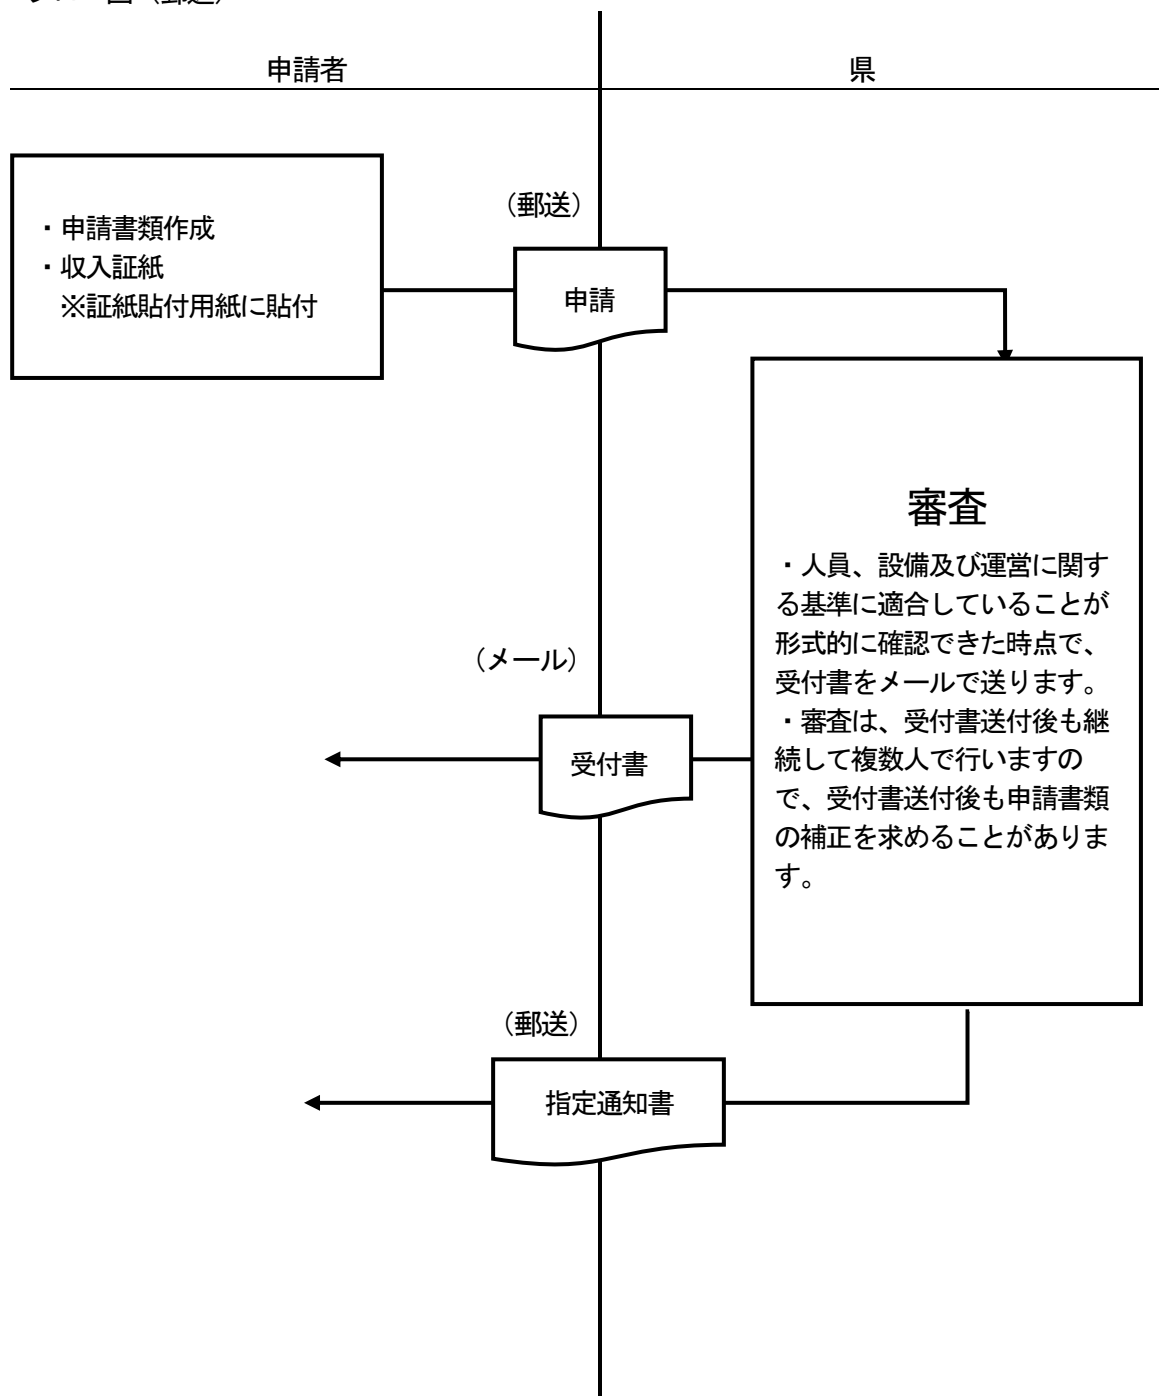 申請者
県
・申請書類作成
・収入証紙
※証紙貼付用紙に貼付
（郵送）
申請
審査
・人員、設備及び運営に関す
る基準に適合していることが
形式的に確認できた時点で、
受付書をメールで送ります。
・審査は、受付書送付後も継
続して複数人で行いますの
で、受付書送付後も申請書類
の補正を求めることがありま
す。
（メール）
受付書
（郵送）
指定通知書